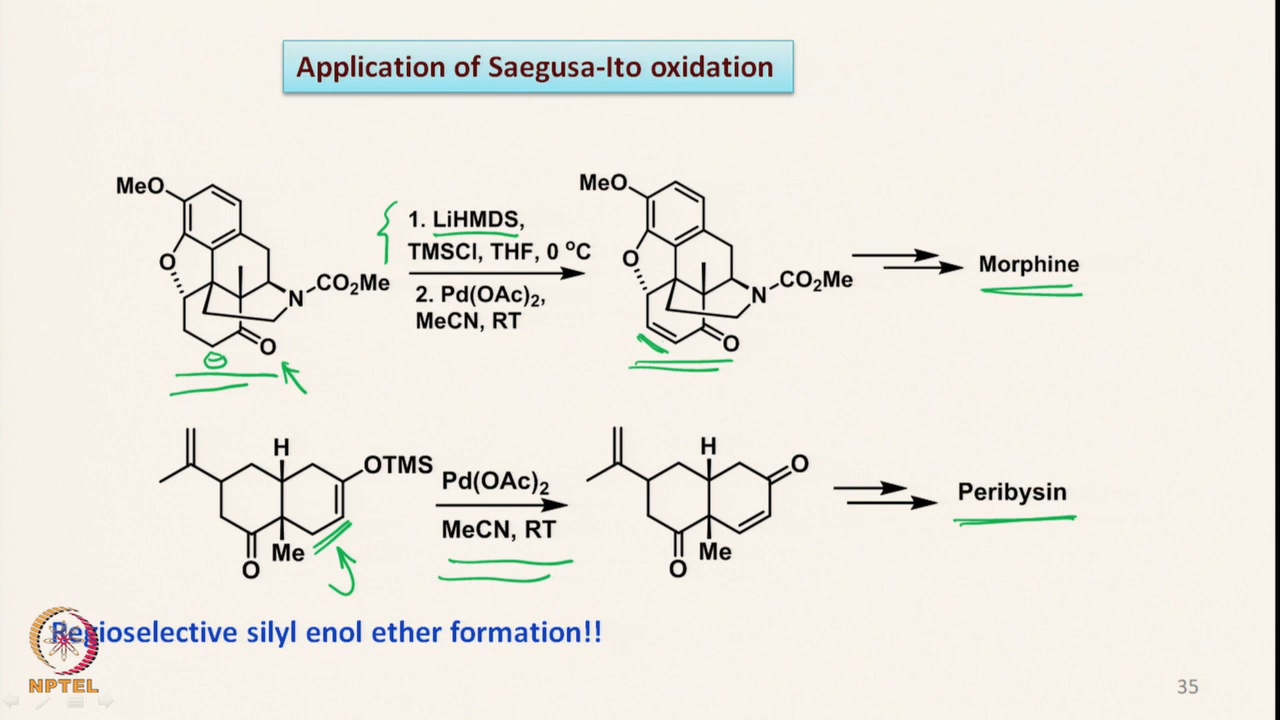 Application of Saegusa-Ito oxidation
MeO
O
N
CO2Me
O
1. LiHMDS,
TMSCl, THF, 0 °C
2. Pd(OAc)2,
MeCN, RT
MeO
O
N
CO2Me
O
Morphine
⊖
H
OTMS
Me
O
Pd(OAc)2
MeCN, RT
H
O
Me
O
Peribysin
Regioselective silyl enol ether formation!!
NPTEL
35